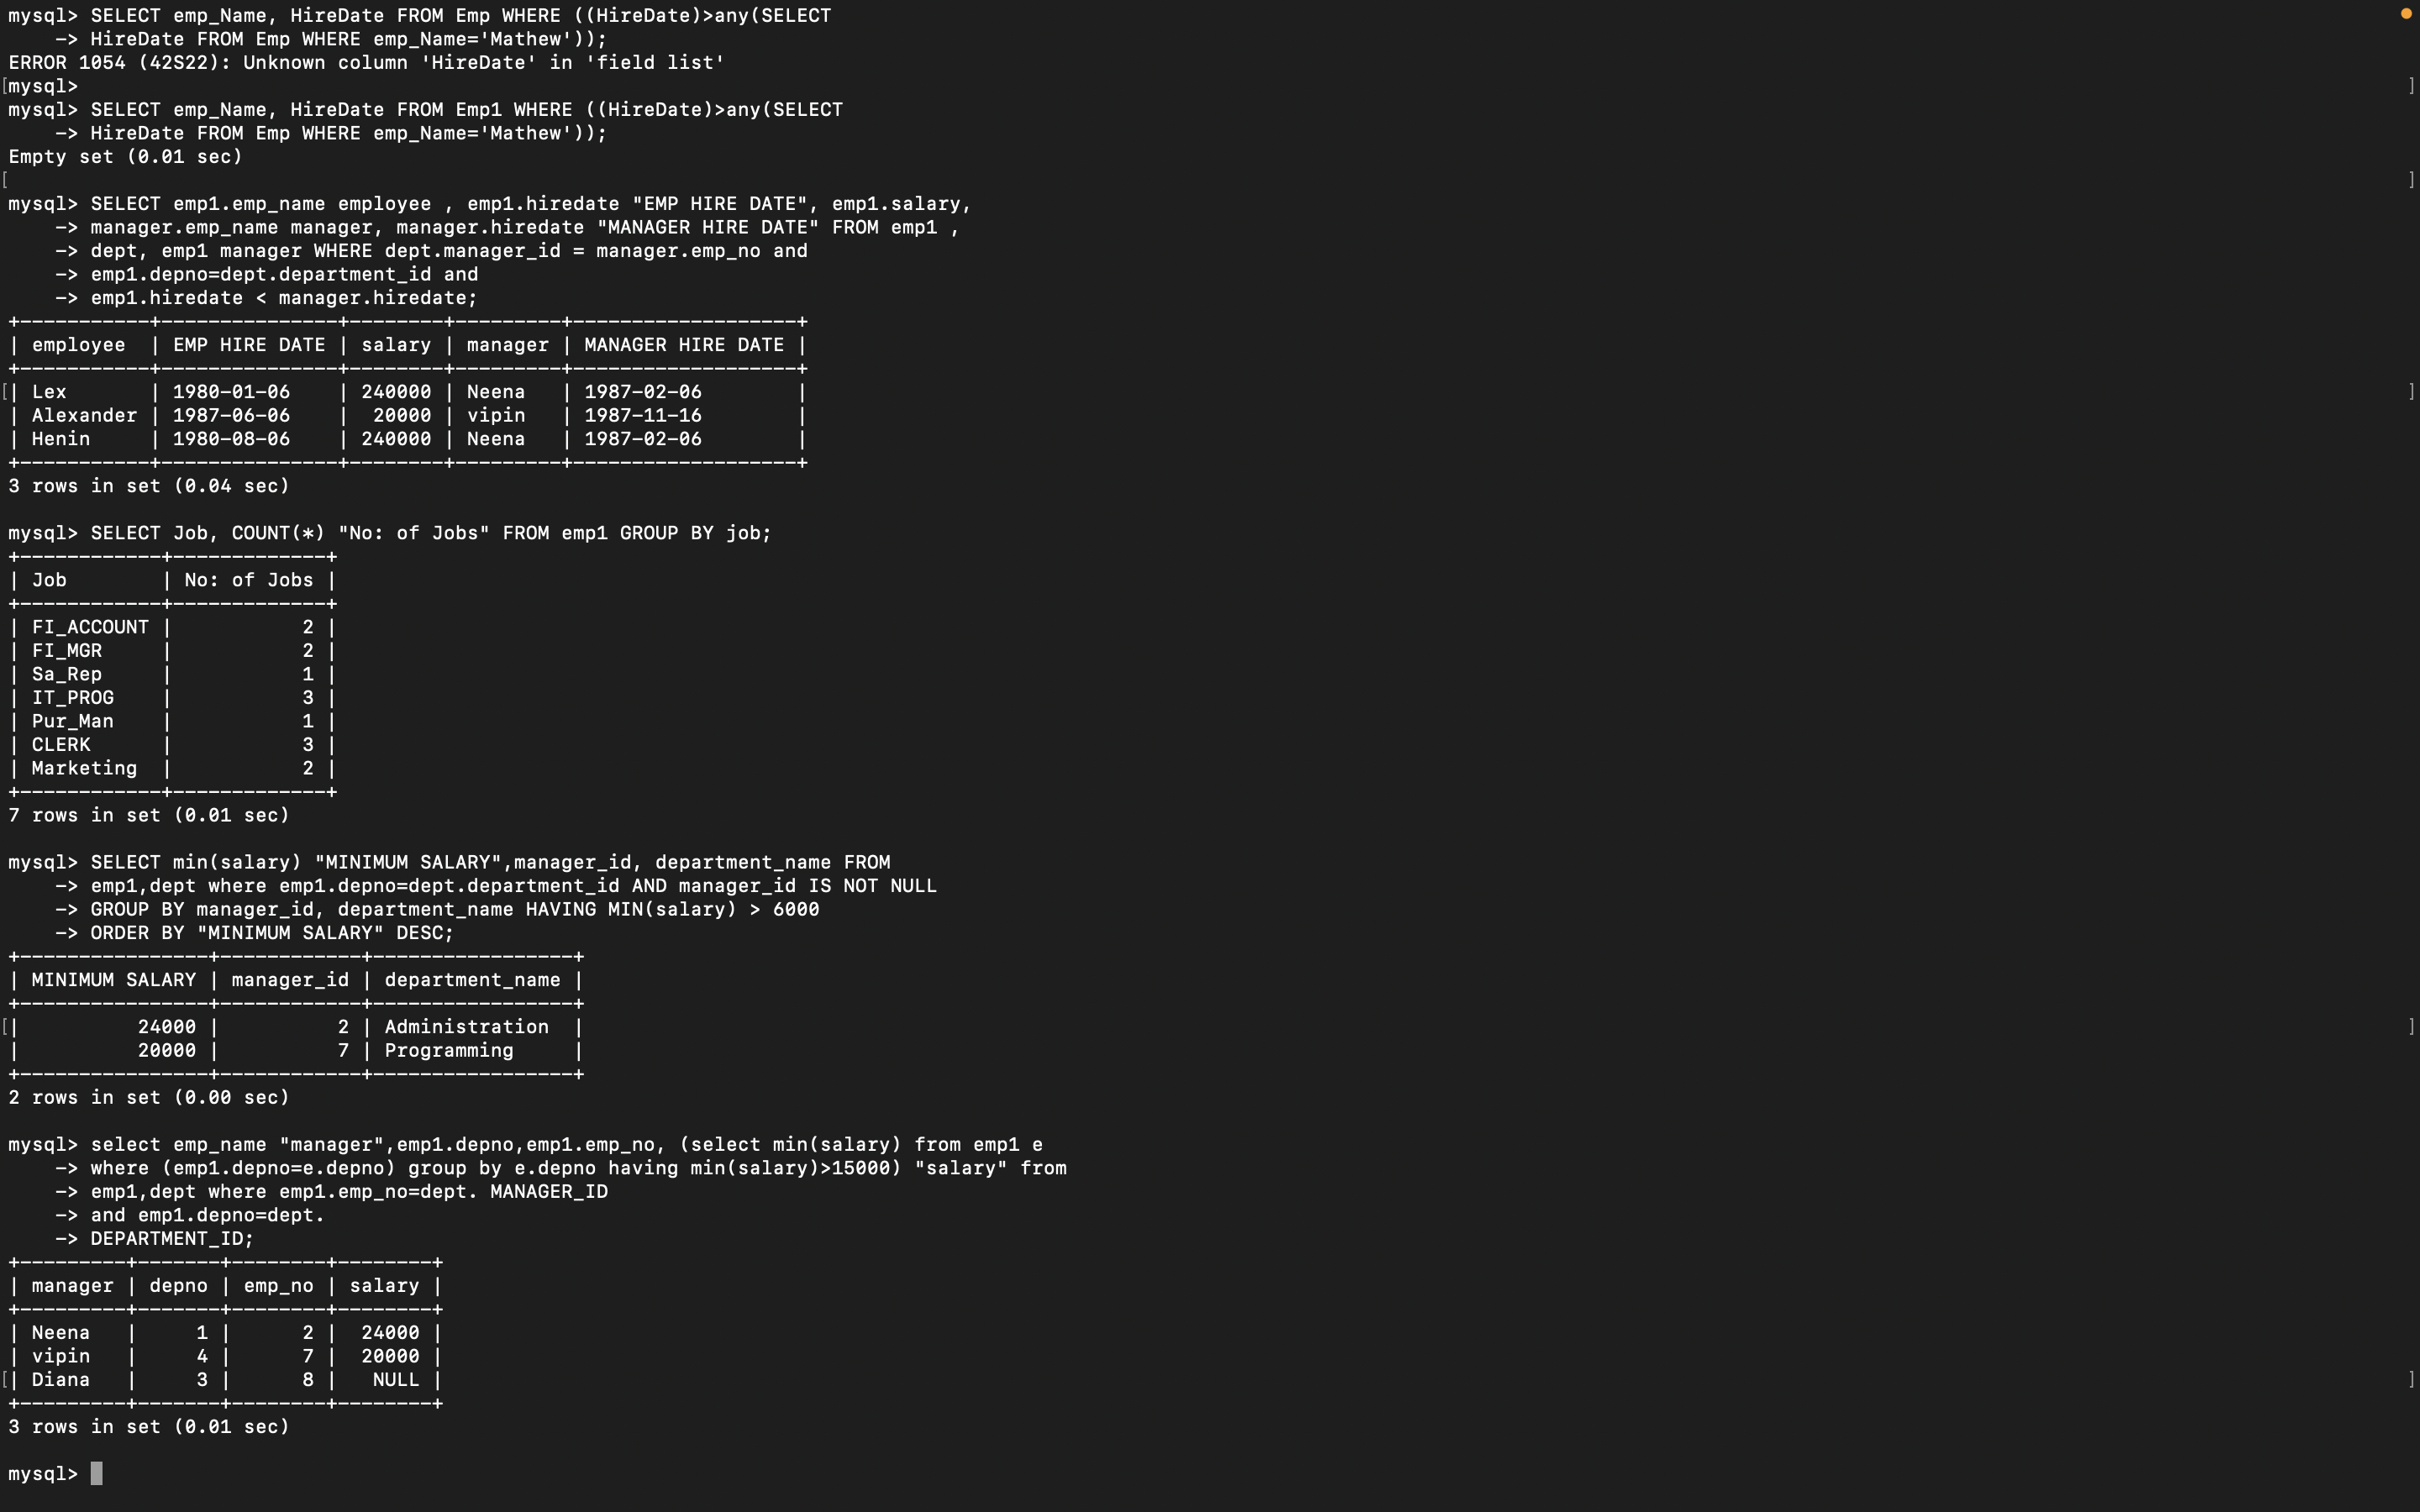 mysql> SELECT emp_Name, HireDate FROM Emp WHERE ((HireDate)>any(SELECT
    -> HireDate FROM Emp WHERE emp_Name='Mathew'));
ERROR 1054 (42S22): Unknown column 'HireDate' in 'field list'
[mysql> ]
mysql> SELECT emp_Name, HireDate FROM Emp1 WHERE ((HireDate)>any(SELECT
    -> HireDate FROM Emp WHERE emp_Name='Mathew'));
Empty set (0.01 sec)
[ ]
mysql> SELECT emp1.emp_name employee , emp1.hiredate "EMP HIRE DATE", emp1.salary,
    -> manager.emp_name manager, manager.hiredate "MANAGER HIRE DATE" FROM emp1 ,
    -> dept, emp1 manager WHERE dept.manager_id = manager.emp_no and
    -> emp1.depno=dept.department_id and
    -> emp1.hiredate < manager.hiredate;
+-----------+---------------+--------+---------+-------------------+
| employee  | EMP HIRE DATE | salary | manager | MANAGER HIRE DATE |
+-----------+---------------+--------+---------+-------------------+
[| Lex       | 1980-01-06    | 240000 | Neena   | 1987-02-06        | ]
| Alexander | 1987-06-06    |  20000 | vipin   | 1987-11-16        |
| Henin     | 1980-08-06    | 240000 | Neena   | 1987-02-06        |
+-----------+---------------+--------+---------+-------------------+
3 rows in set (0.04 sec)

mysql> SELECT Job, COUNT(*) "No: of Jobs" FROM emp1 GROUP BY job;
+------------+-------------+
| Job        | No: of Jobs |
+------------+-------------+
| FI_ACCOUNT |           2 |
| FI_MGR     |           2 |
| Sa_Rep     |           1 |
| IT_PROG    |           3 |
| Pur_Man    |           1 |
| CLERK      |           3 |
| Marketing  |           2 |
+------------+-------------+
7 rows in set (0.01 sec)

mysql> SELECT min(salary) "MINIMUM SALARY",manager_id, department_name FROM
    -> emp1,dept where emp1.depno=dept.department_id AND manager_id IS NOT NULL
    -> GROUP BY manager_id, department_name HAVING MIN(salary) > 6000
    -> ORDER BY "MINIMUM SALARY" DESC;
+----------------+------------+-----------------+
| MINIMUM SALARY | manager_id | department_name |
+----------------+------------+-----------------+
[|          24000 |          2 | Administration  | ]
|          20000 |          7 | Programming     |
+----------------+------------+-----------------+
2 rows in set (0.00 sec)

mysql> select emp_name "manager",emp1.depno,emp1.emp_no, (select min(salary) from emp1 e
    -> where (emp1.depno=e.depno) group by e.depno having min(salary)>15000) "salary" from
    -> emp1,dept where emp1.emp_no=dept. MANAGER_ID
    -> and emp1.depno=dept.
    -> DEPARTMENT_ID;
+---------+-------+--------+--------+
| manager | depno | emp_no | salary |
+---------+-------+--------+--------+
| Neena   |     1 |      2 |  24000 |
| vipin   |     4 |      7 |  20000 |
[| Diana   |     3 |      8 |   NULL | ]
+---------+-------+--------+--------+
3 rows in set (0.01 sec)

mysql>